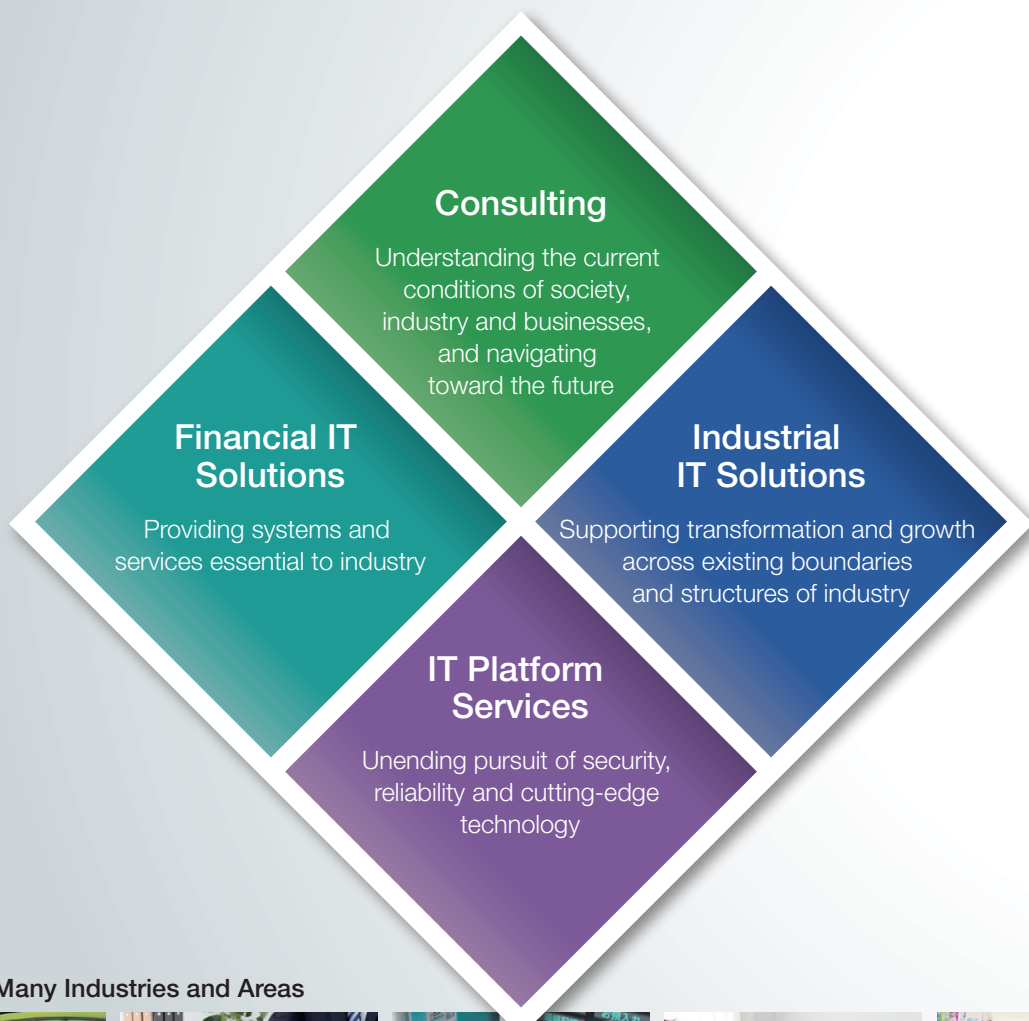 Consulting
Understanding the current
conditions of society,
industry and businesses,
and navigating
toward the future
Financial IT
Solutions
Providing systems and
services essential to industry
Industrial
IT Solutions
Supporting transformation and growth
across existing boundaries
and structures of industry
IT Platform
Services
Unending pursuit of security,
reliability and cutting-edge
technology
Many Industries and Areas